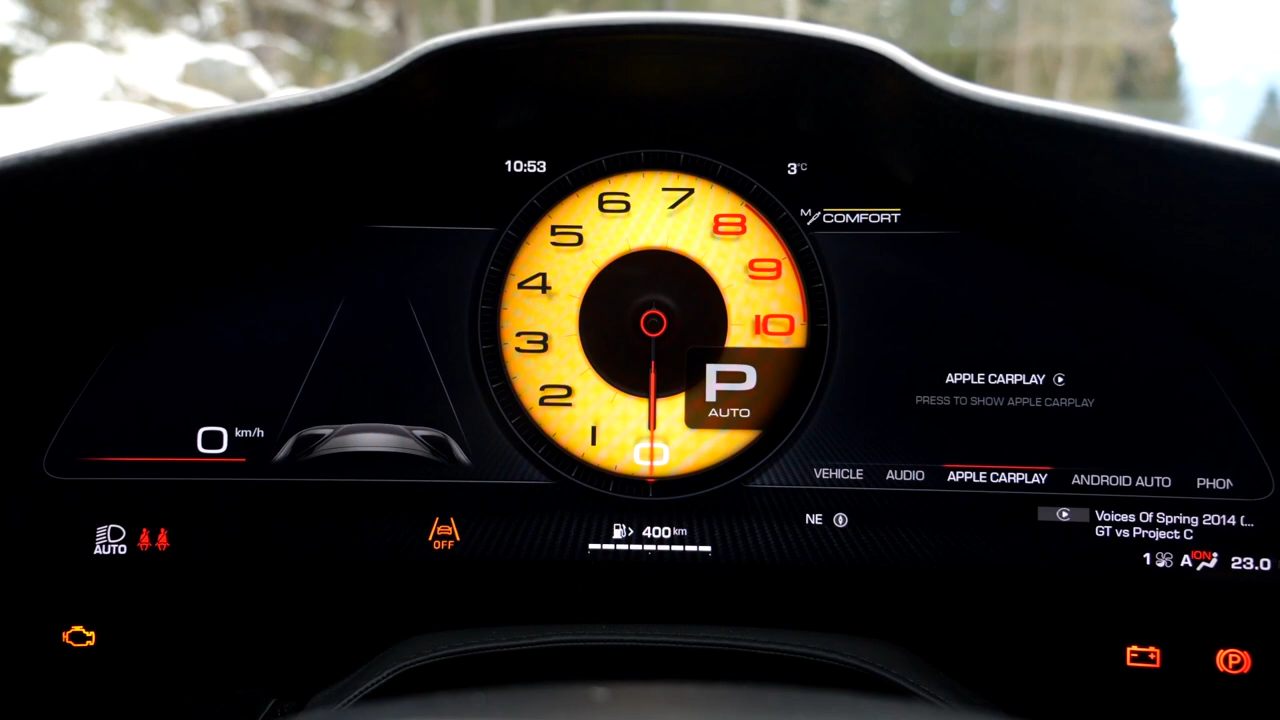 10:53
3°C
COMFORT
M
7
6
8
5
9
4
10
3
P
AUTO
2
1
0
0 km/h
APPLE CARPLAY
PRESS TO SHOW APPLE CARPLAY
VEHICLE AUDIO APPLE CARPLAY ANDROID AUTO PHON
AUTO
OFF
400 km
NE
Voices Of Spring 2014 (...
GT vs Project C
1 A ION 23.0
P